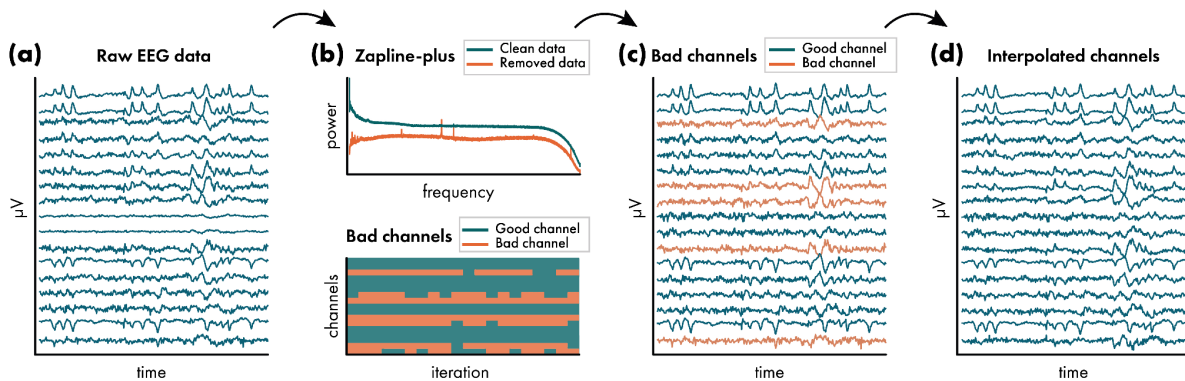 (a) Raw EEG data
µV
time
(b) Zapline-plus
Clean data
Removed data
power
frequency
Bad channels
Good channel
Bad channel
channels
iteration
(c) Bad channels
Good channel
Bad channel
µV
time
(d) Interpolated channels
µV
time